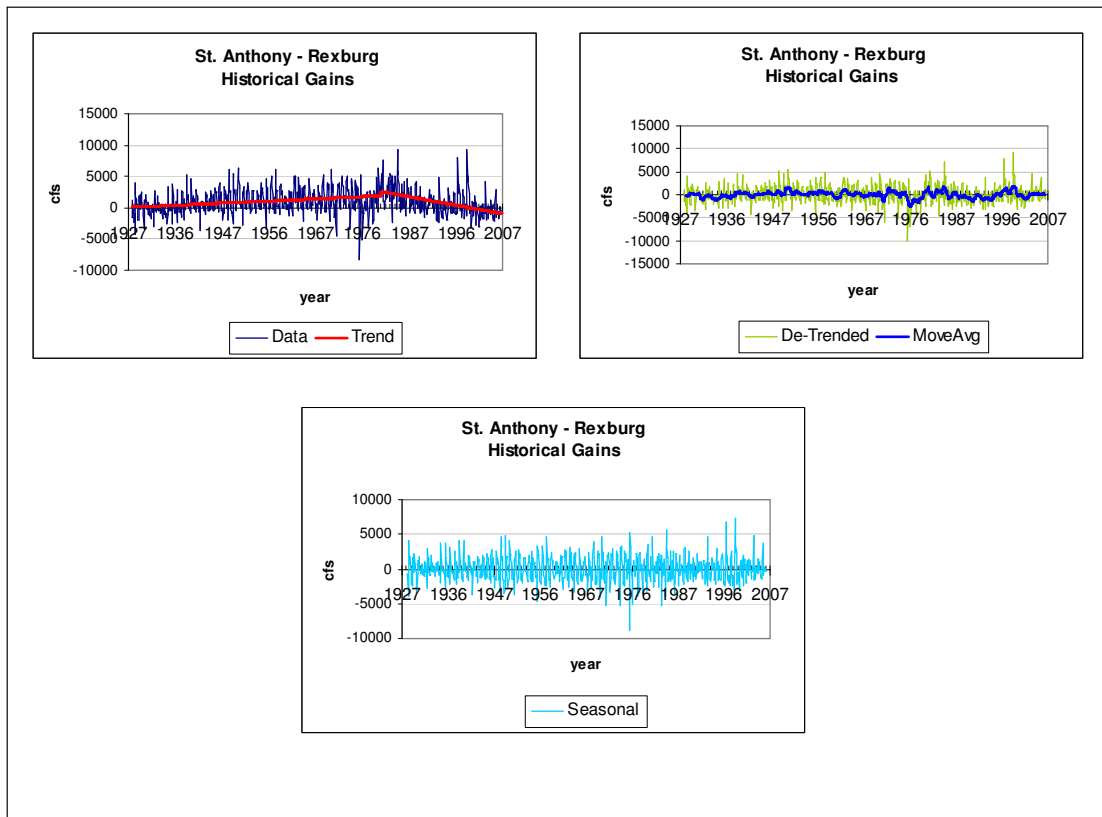 St. Anthony - Rexburg
Historical Gains
15000
10000
5000
0
-5000
-10000
1927 1936 1947 1956 1967 1976 1987 1996 2007
cfs
year
Data Trend
St. Anthony - Rexburg
Historical Gains
15000
10000
5000
0
-5000
-10000
-15000
1927 1936 1947 1956 1967 1976 1987 1996 2007
cfs
year
De-Trended MoveAvg
St. Anthony - Rexburg
Historical Gains
10000
5000
0
-5000
-10000
1927 1936 1947 1956 1967 1976 1987 1996 2007
cfs
year
Seasonal